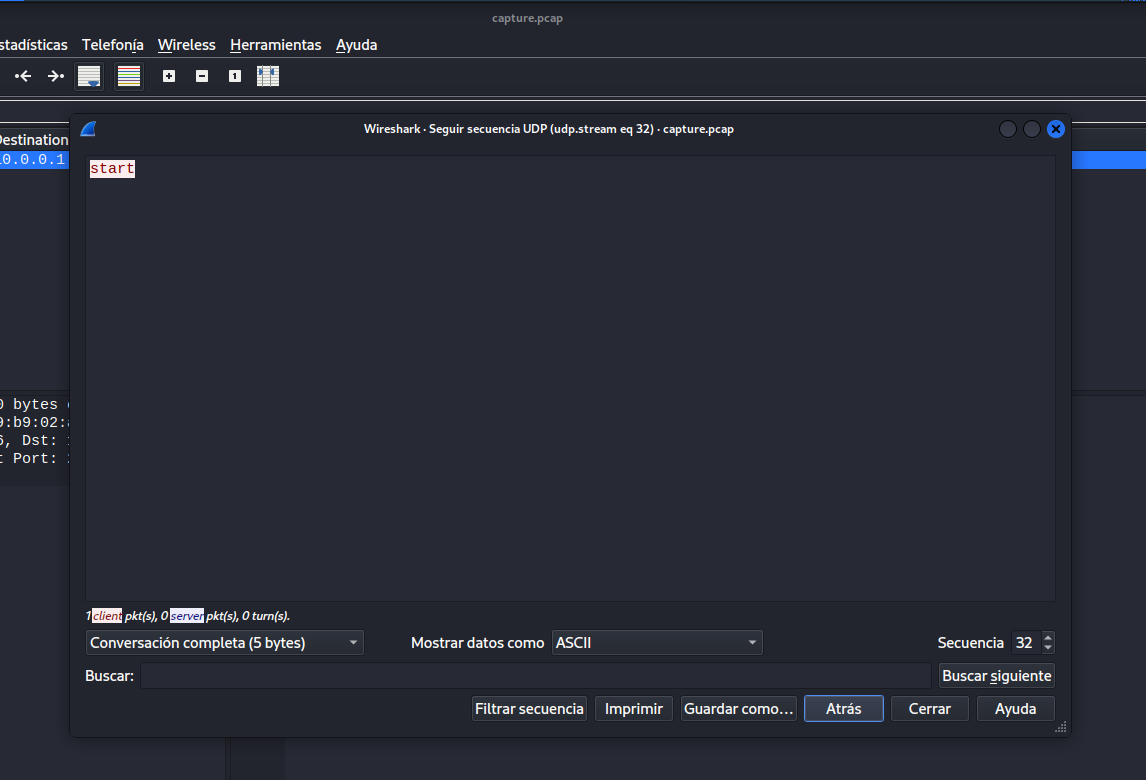 capture.pcap
stadísticas Telefonía Wireless Herramientas Ayuda
1
Destination
10.0.0.1
Wireshark · Seguir secuencia UDP (udp.stream eq 32) · capture.pcap
start
0 bytes
9:b9:02:
6, Dst:
t Port:
1 client pkt(s), 0 server pkt(s), 0 turn(s).
Conversación completa (5 bytes) Mostrar datos como ASCII Secuencia 32
Buscar: Buscar siguiente
Filtrar secuencia Imprimir Guardar como… Atrás Cerrar Ayuda